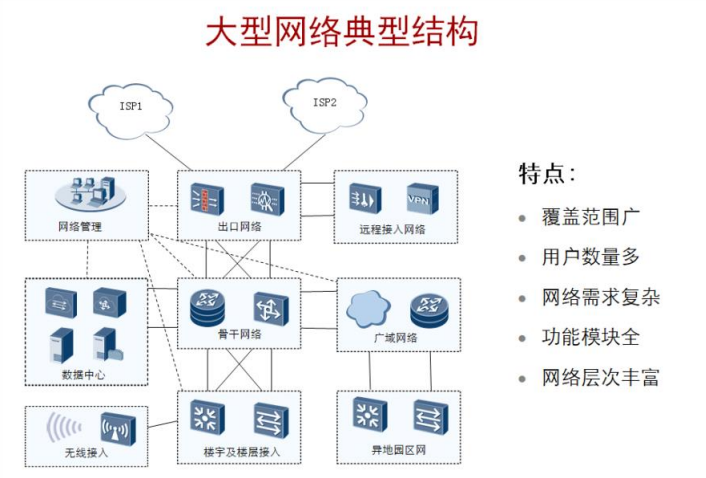 大型网络典型结构
ISP1
ISP2
网络管理
出口网络
VPN
远程接入网络
特点：
覆盖范围广
用户数量多
网络需求复杂
功能模块全
网络层次丰富
数据中心
骨干网络
广域网络
无线接入
楼宇及楼层接入
异地园区网